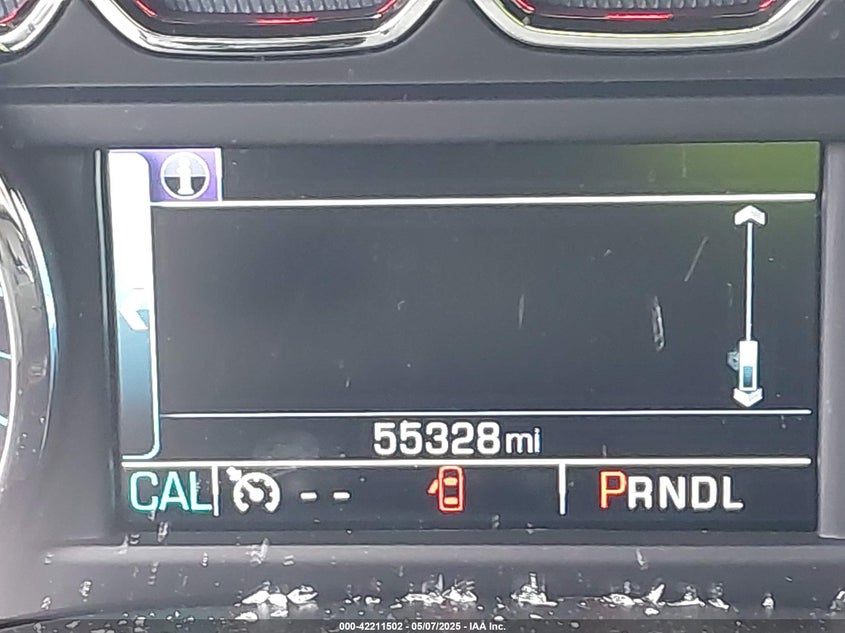 55328 mi
CAL -- PRNDL
000-42211502 - 05/07/2025 - IAA Inc.